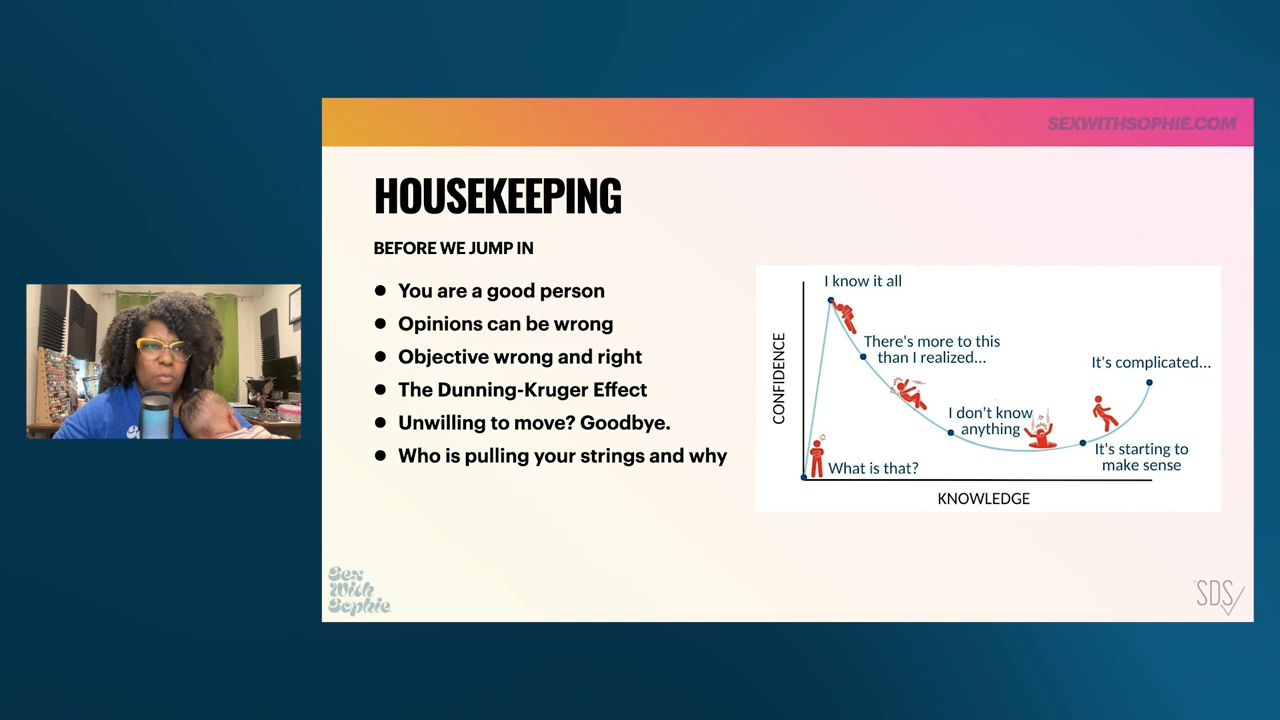 SEXWITHSOPHIE.COM
HOUSEKEEPING
BEFORE WE JUMP IN
● You are a good person
● Opinions can be wrong
● Objective wrong and right
● The Dunning-Kruger Effect
● Unwilling to move? Goodbye.
● Who is pulling your strings and why
CONFIDENCE
I know it all
There's more to this
than I realized...
I don't know
anything
It's complicated...
It's starting to
make sense
What is that?
KNOWLEDGE
Sex
With
Sophie
SDS